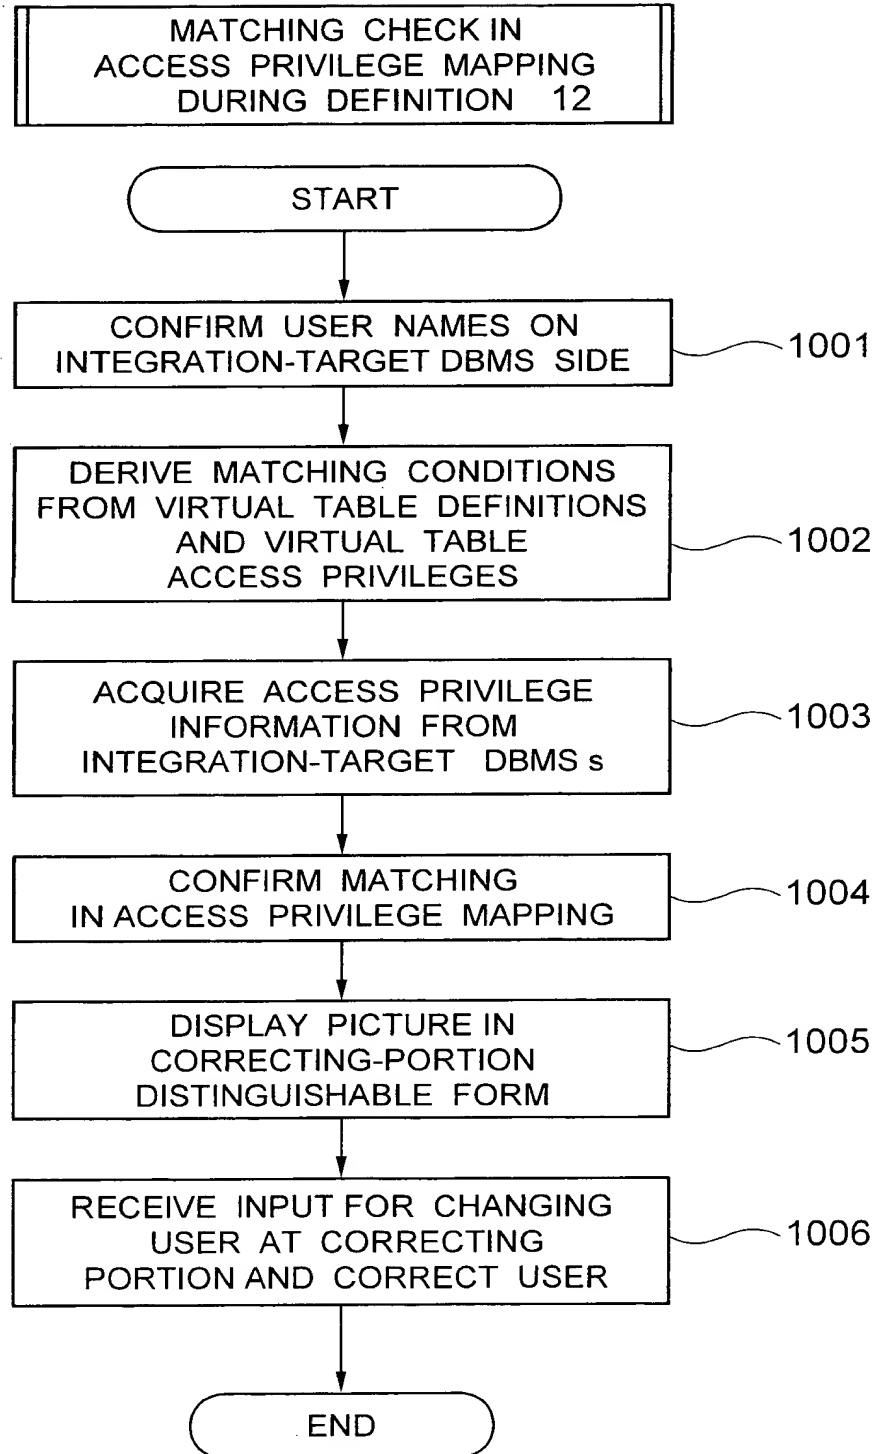 MATCHING CHECK IN
ACCESS PRIVILEGE MAPPING
DURING DEFINITION 12
START
CONFIRM USER NAMES ON
INTEGRATION-TARGET DBMS SIDE
1001
DERIVE MATCHING CONDITIONS
FROM VIRTUAL TABLE DEFINITIONS
AND VIRTUAL TABLE
ACCESS PRIVILEGES
1002
ACQUIRE ACCESS PRIVILEGE
INFORMATION FROM
INTEGRATION-TARGET DBMS s
1003
CONFIRM MATCHING
IN ACCESS PRIVILEGE MAPPING
1004
DISPLAY PICTURE IN
CORRECTING-PORTION
DISTINGUISHABLE FORM
1005
RECEIVE INPUT FOR CHANGING
USER AT CORRECTING
PORTION AND CORRECT USER
1006
END